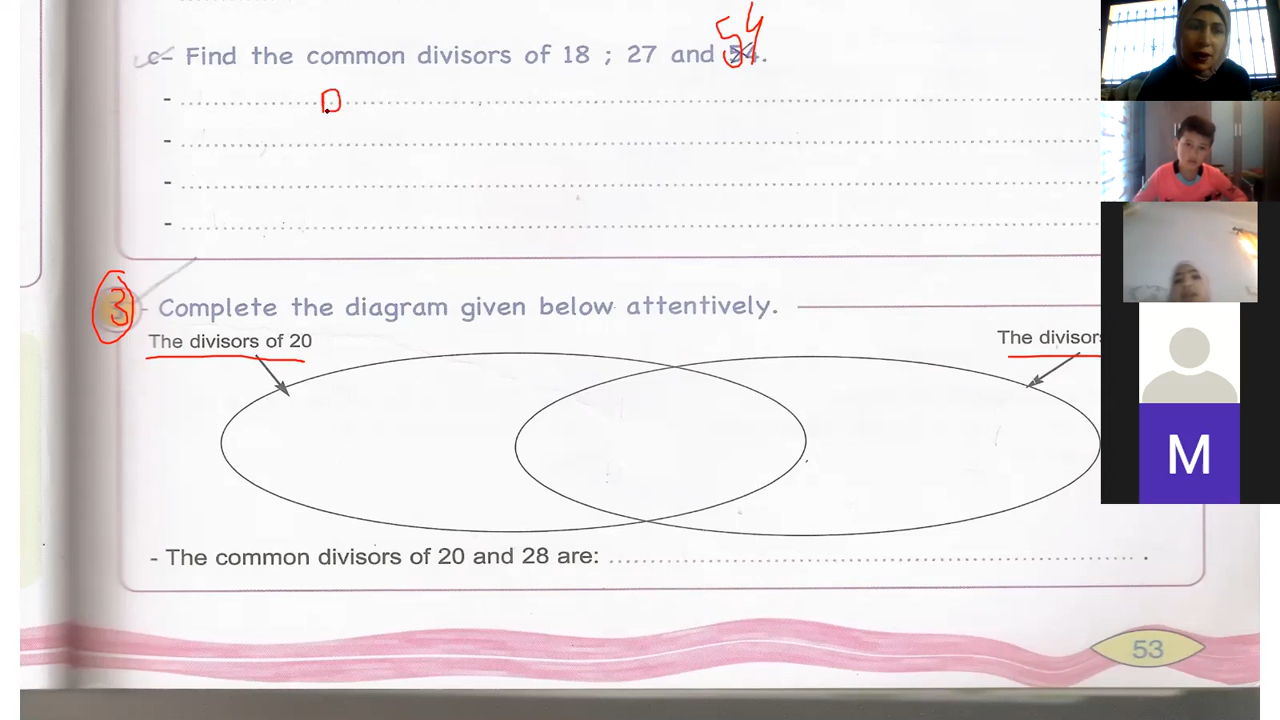 54
c- Find the common divisors of 18 ; 27 and 54.
D
3 - Complete the diagram given below attentively.
The divisors of 20
The divisors
- The common divisors of 20 and 28 are:
M
53